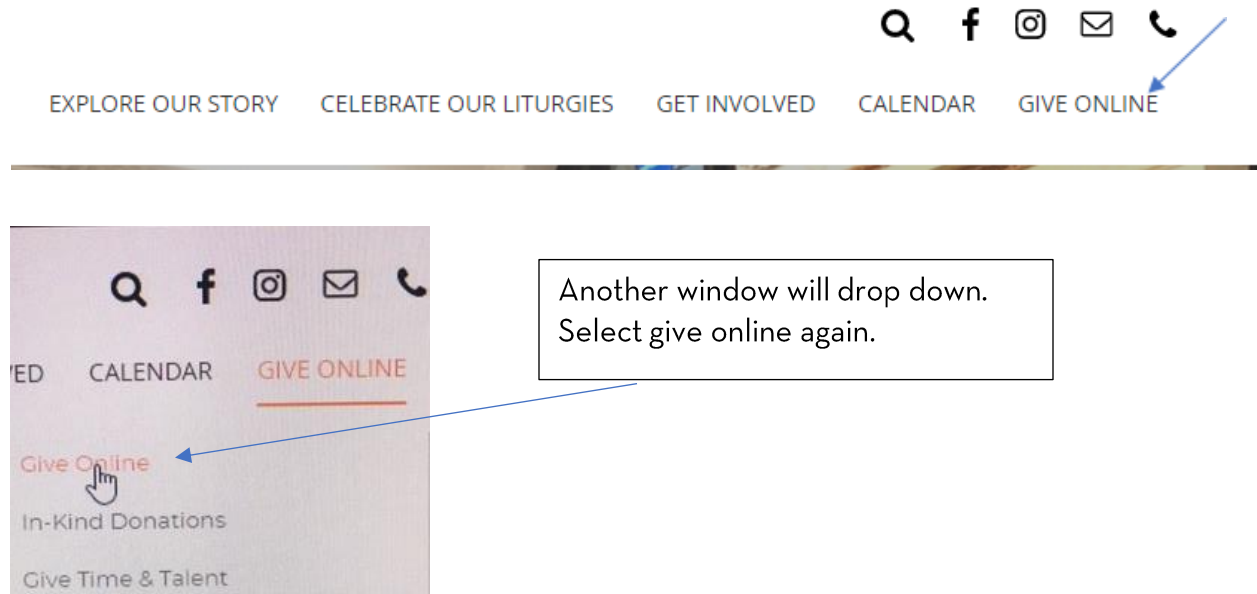 EXPLORE OUR STORY CELEBRATE OUR LITURGIES GET INVOLVED CALENDAR GIVE ONLINE
Another window will drop down.
Select give online again.
CALENDAR GIVE ONLINE
Give Online
In-Kind Donations
Give Time & Talent